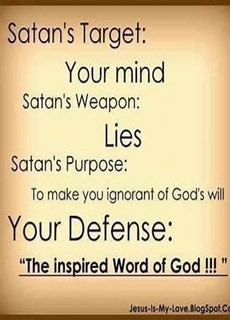 Satan's Target:
Your mind
Satan's Weapon:
Lies
Satan's Purpose:
To make you ignorant of God's will
Your Defense:
“The inspired Word of God !!! ”
Jesus-Is-My-Love.BlogSpot.Co